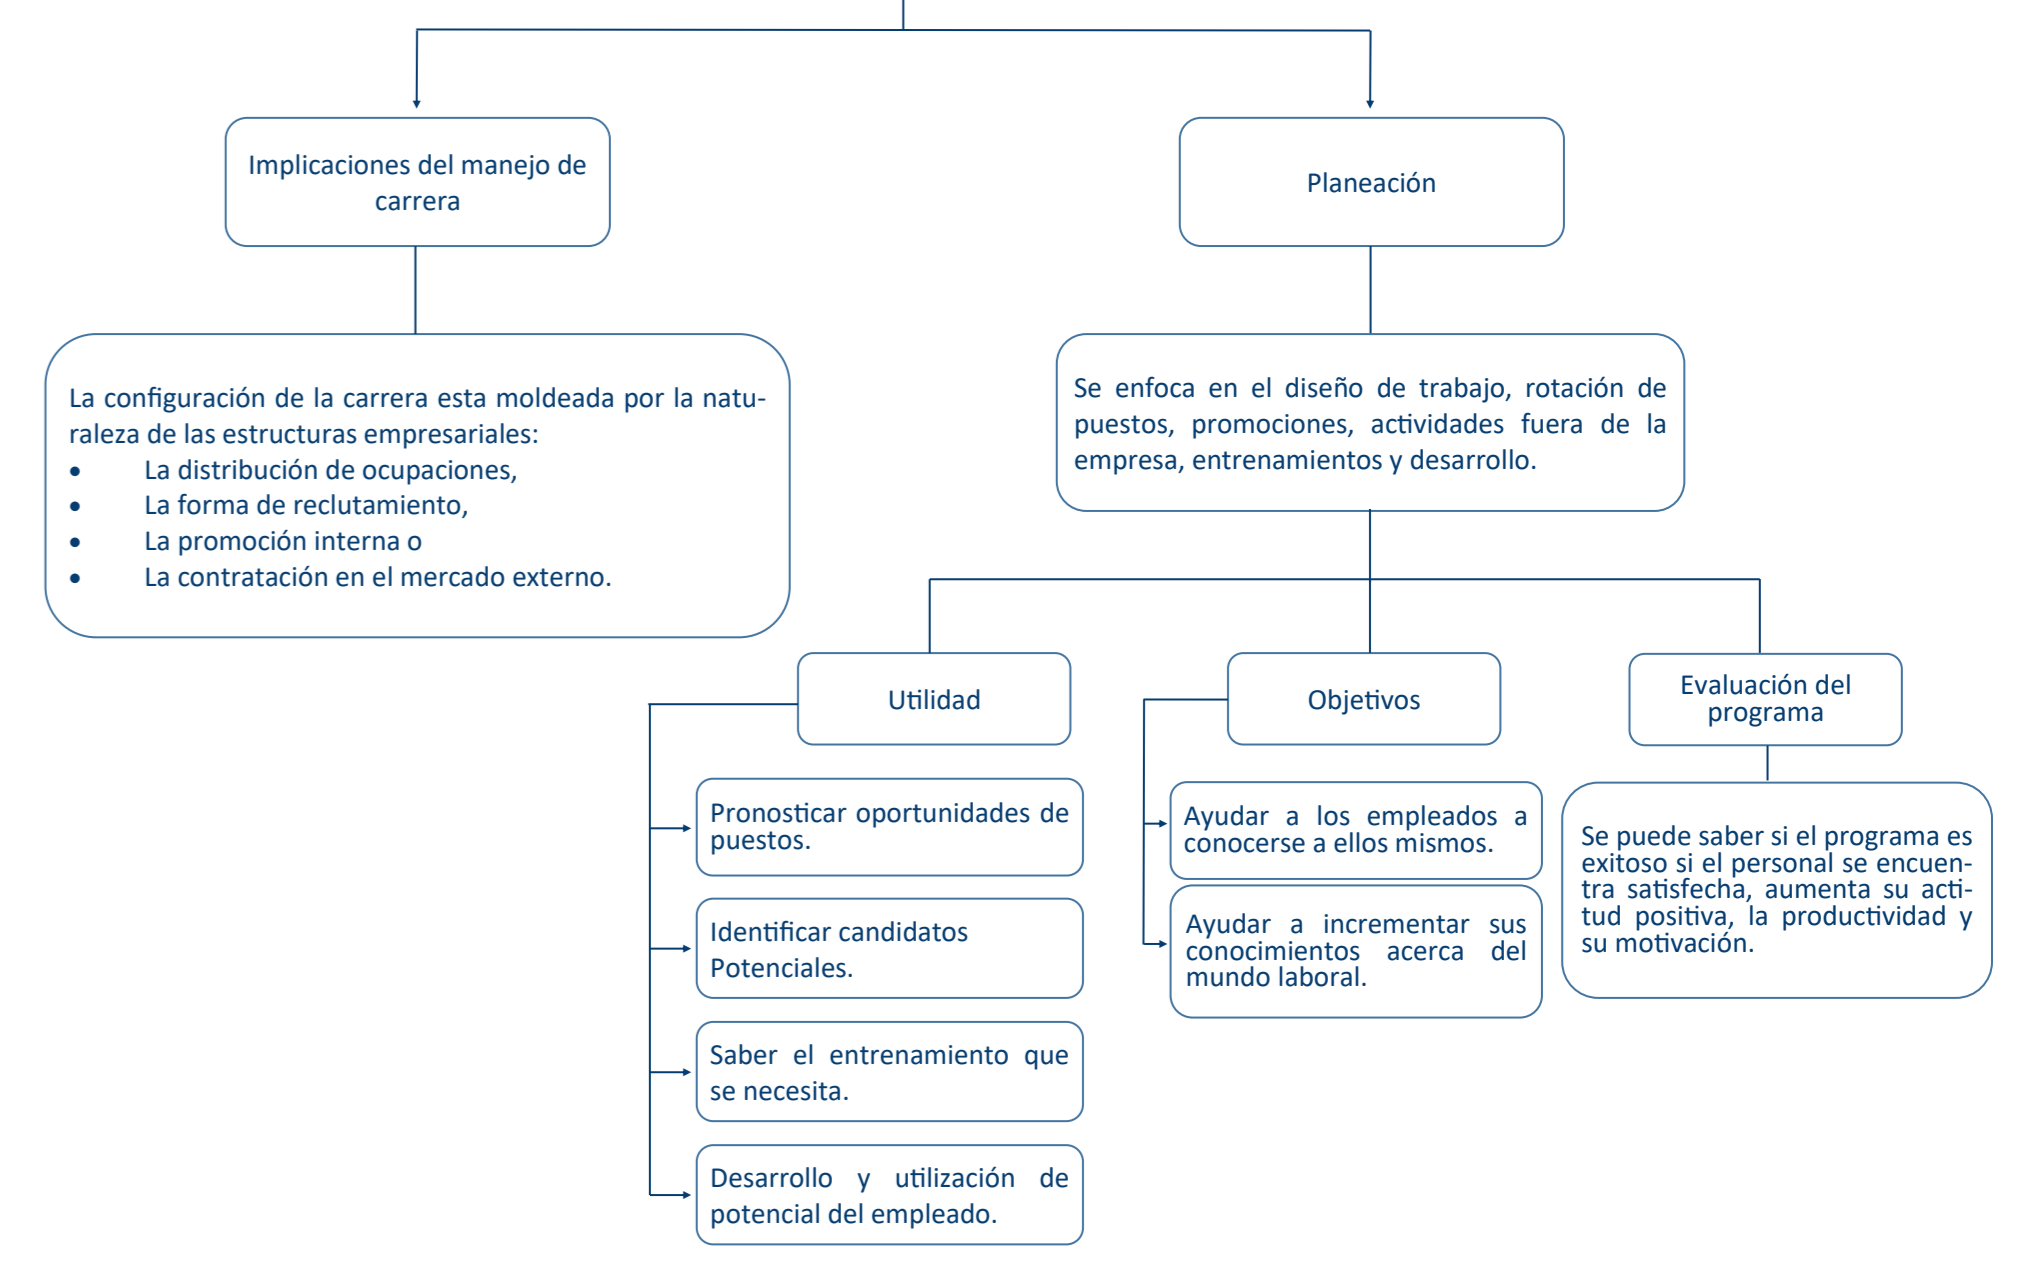 Implicaciones del manejo de
carrera
Planeación
La configuración de la carrera esta moldeada por la natu-
raleza de las estructuras empresariales:
• La distribución de ocupaciones,
• La forma de reclutamiento,
• La promoción interna o
• La contratación en el mercado externo.
Se enfoca en el diseño de trabajo, rotación de
puestos, promociones, actividades fuera de la
empresa, entrenamientos y desarrollo.
Utilidad
Pronosticar oportunidades de
puestos.
Identificar candidatos
Potenciales.
Saber el entrenamiento que
se necesita.
Desarrollo y utilización de
potencial del empleado.
Objetivos
Ayudar a los empleados a
conocerse a ellos mismos.
Ayudar a incrementar sus
conocimientos acerca del
mundo laboral.
Evaluación del
programa
Se puede saber si el programa es
exitoso si el personal se encuen-
tra satisfecha, aumenta su acti-
tud positiva, la productividad y
su motivación.